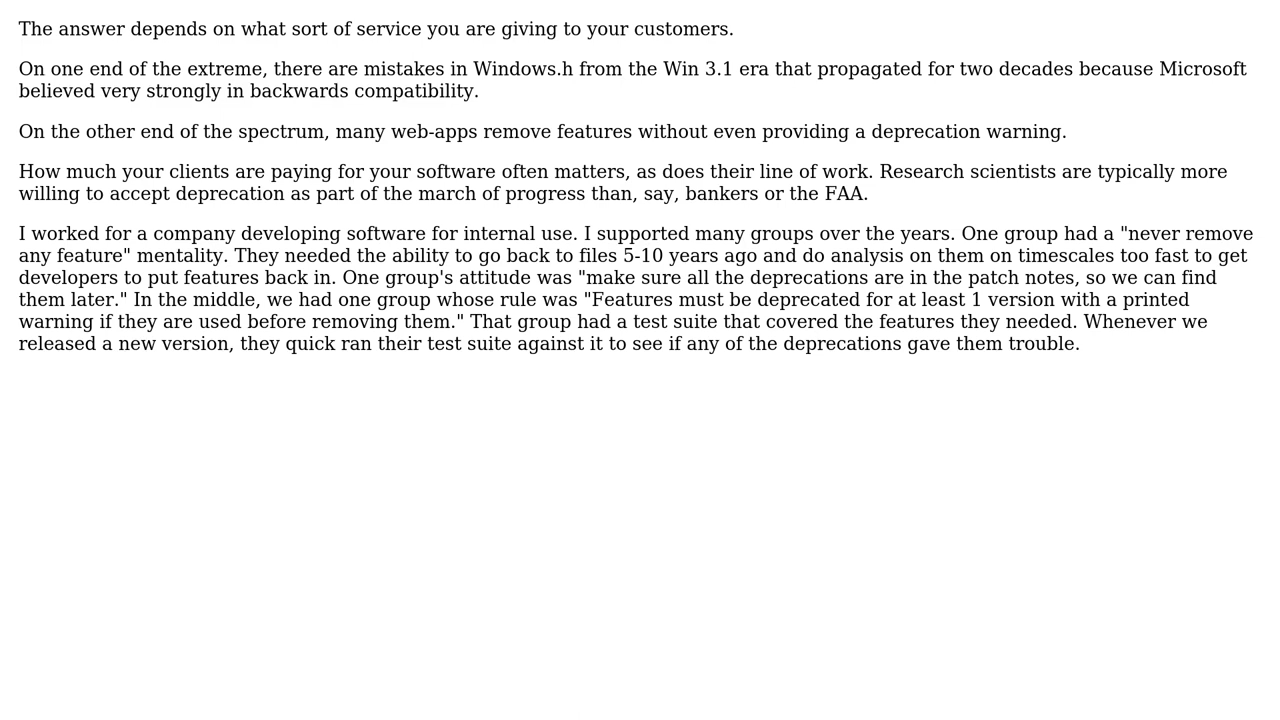 The answer depends on what sort of service you are giving to your customers.
On one end of the extreme, there are mistakes in Windows.h from the Win 3.1 era that propagated for two decades because Microsoft
believed very strongly in backwards compatibility.
On the other end of the spectrum, many web-apps remove features without even providing a deprecation warning.
How much your clients are paying for your software often matters, as does their line of work. Research scientists are typically more
willing to accept deprecation as part of the march of progress than, say, bankers or the FAA.
I worked for a company developing software for internal use. I supported many groups over the years. One group had a "never remove
any feature" mentality. They needed the ability to go back to files 5-10 years ago and do analysis on them on timescales too fast to get
developers to put features back in. One group's attitude was "make sure all the deprecations are in the patch notes, so we can find
them later." In the middle, we had one group whose rule was "Features must be deprecated for at least 1 version with a printed
warning if they are used before removing them." That group had a test suite that covered the features they needed. Whenever we
released a new version, they quick ran their test suite against it to see if any of the deprecations gave them trouble.